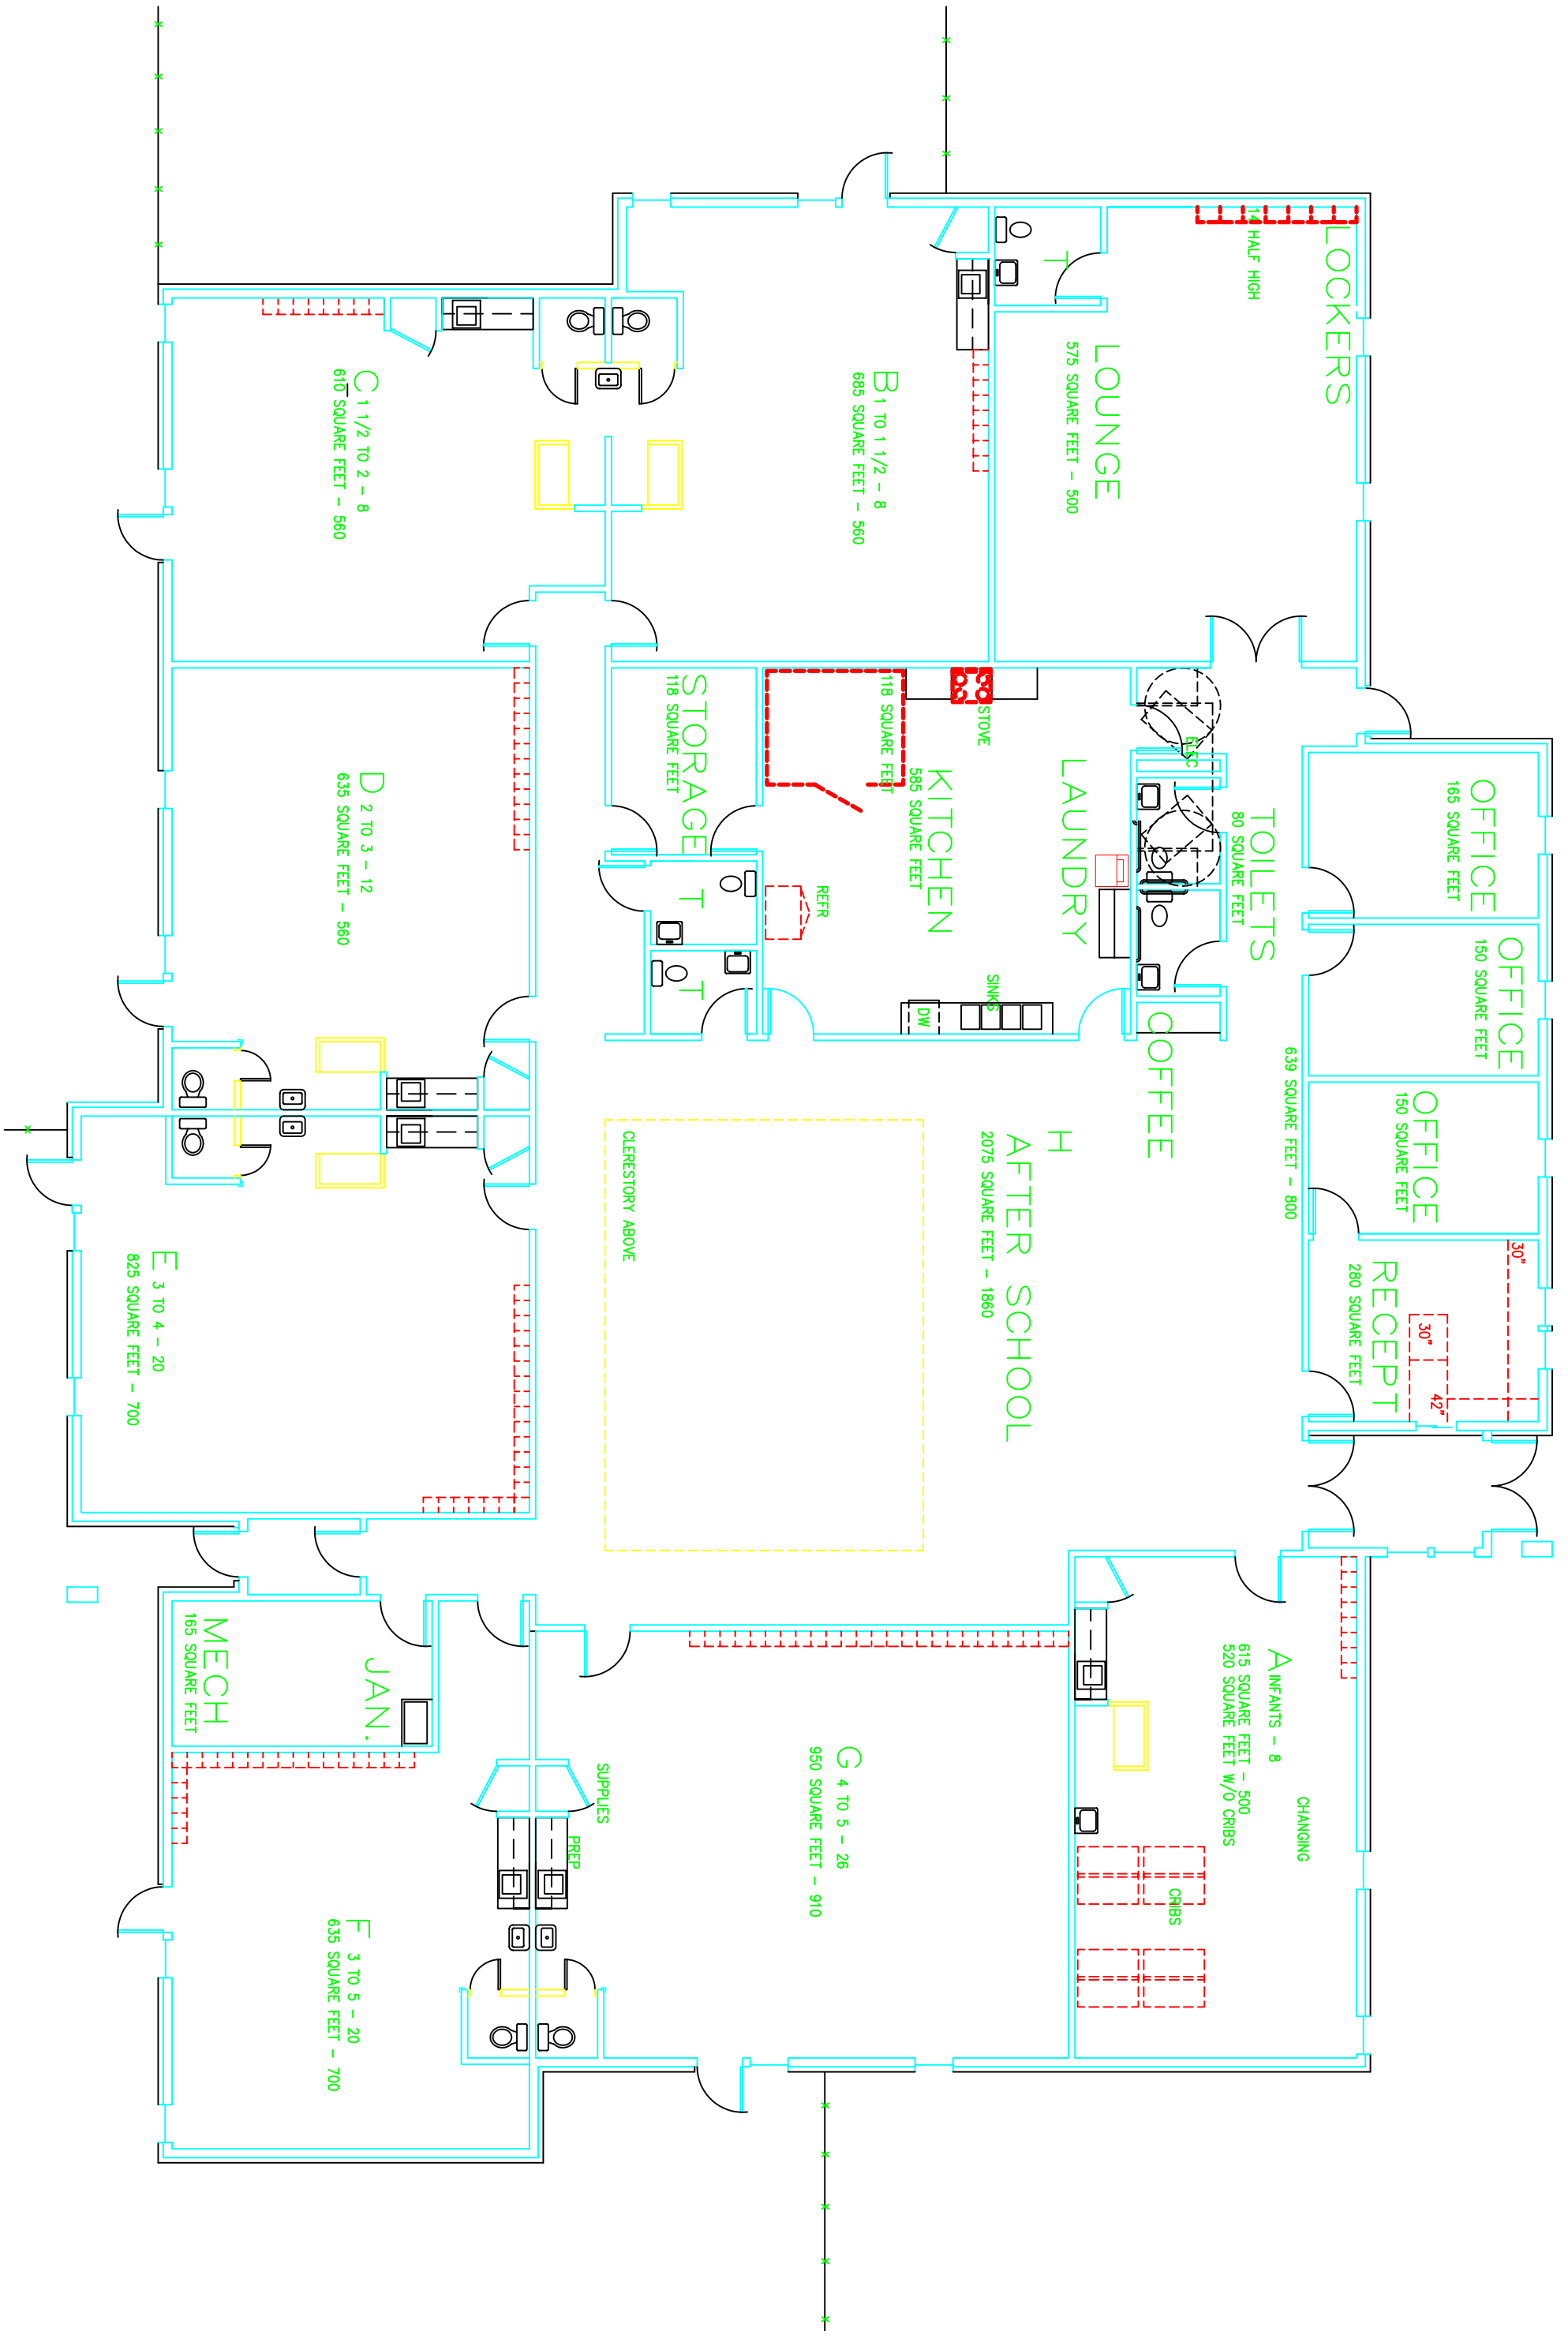 LOCKERS
14 HALF HIGH
LOUNGE
575 SQUARE FEET - 500
T
B 1 TO 1 1/2 - 8
685 SQUARE FEET - 560
C 1 1/2 TO 2 - 8
610 SQUARE FEET - 560
OFFICE
165 SQUARE FEET
OFFICE
150 SQUARE FEET
OFFICE
150 SQUARE FEET
RECEPT
280 SQUARE FEET
30"
30"
42"
TOILETS
80 SQUARE FEET
ELEC
639 SQUARE FEET - 800
COFFEE
LAUNDRY
KITCHEN
585 SQUARE FEET
STOVE
118 SQUARE FEET
REFR
SINKS
DW
STORAGE
118 SQUARE FEET
T
T
H
AFTER SCHOOL
2075 SQUARE FEET - 1860
CLERESTORY ABOVE
D 2 TO 3 - 12
635 SQUARE FEET - 560
E 3 TO 4 - 20
825 SQUARE FEET - 700
A INFANTS - 8
615 SQUARE FEET - 500
520 SQUARE FEET W/O CRIBS
CHANGING
CRIBS
G 4 TO 5 - 26
950 SQUARE FEET - 910
SUPPLIES
PREP
JAN.
MECH
165 SQUARE FEET
F 3 TO 5 - 20
635 SQUARE FEET - 700